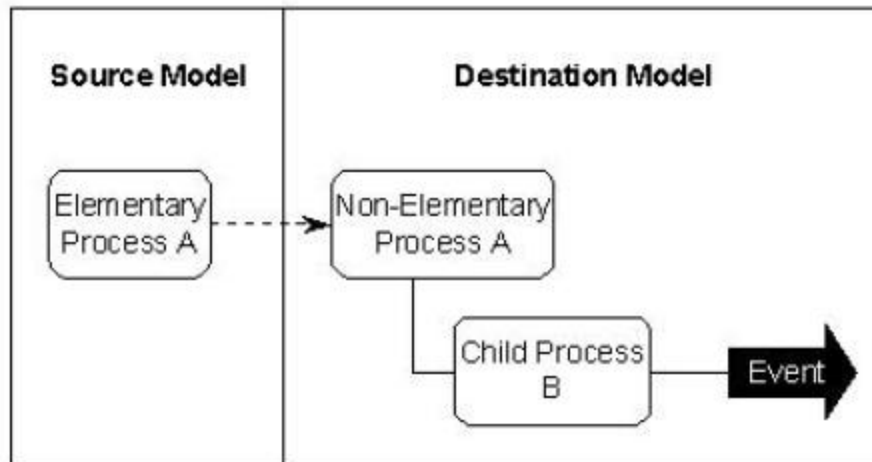 Source Model
Destination Model
Elementary
Process A
Non-Elementary
Process A
Child Process
B
Event